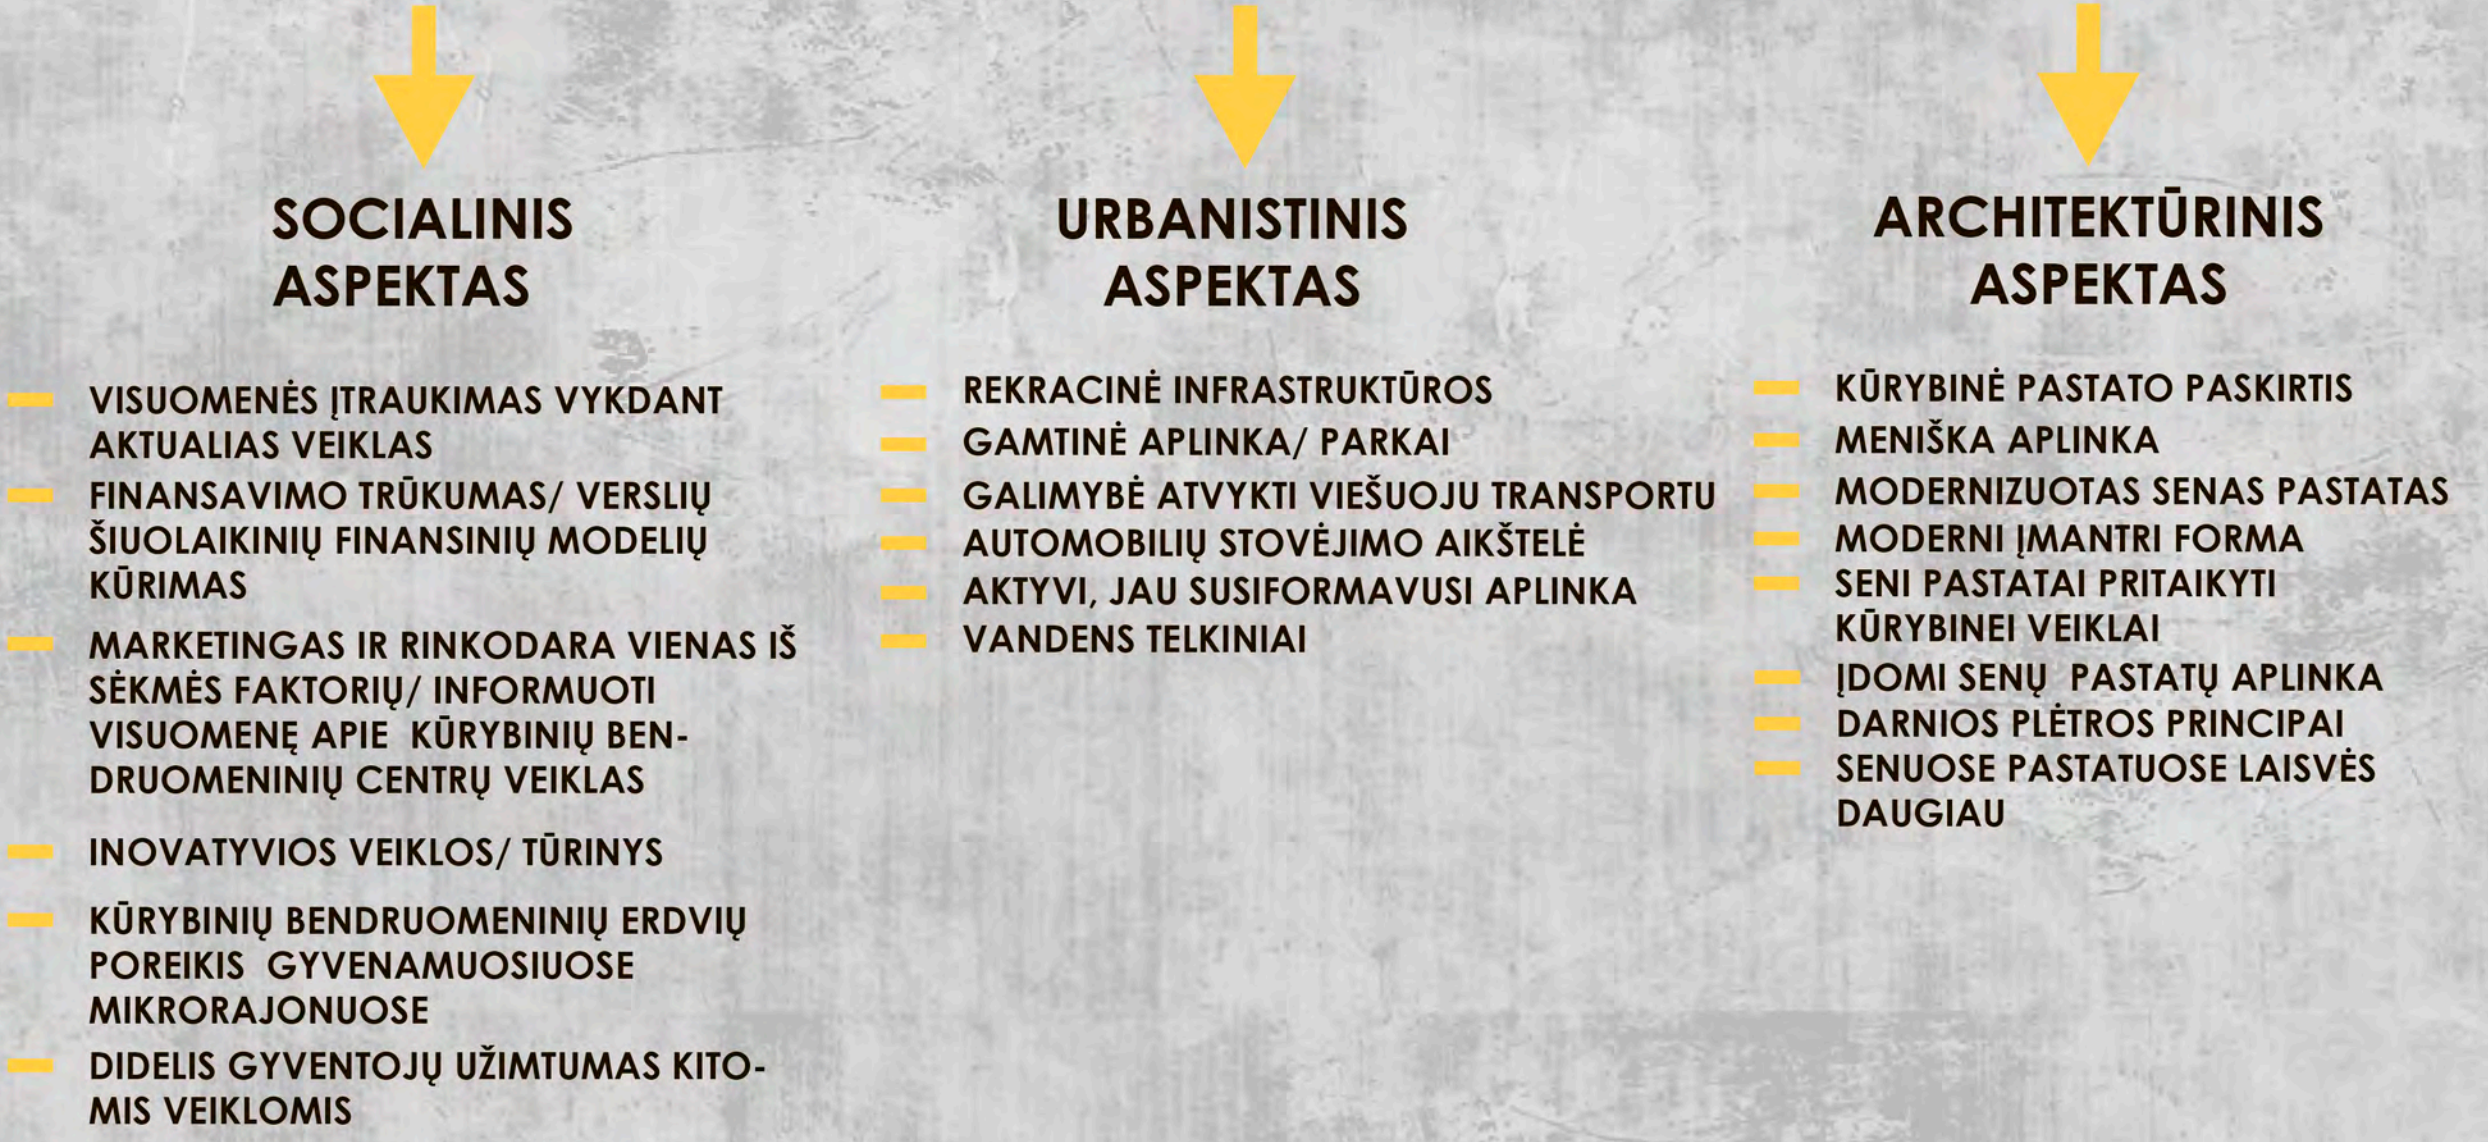 SOCIALINIS
ASPEKTAS
VISUOMENĖS ĮTRAUKIMAS VYKDANT
AKTUALIAS VEIKLAS
FINANSAVIMO TRŪKUMAS/ VERSLIŲ
ŠIUOLAIKINIŲ FINANSINIŲ MODELIŲ
KŪRIMAS
MARKETINGAS IR RINKODARA VIENAS IŠ
SĖKMĖS FAKTORIŲ/ INFORMUOTI
VISUOMENĘ APIE KŪRYBINIŲ BEN-
DRUOMENINIŲ CENTRŲ VEIKLAS
INOVATYVIOS VEIKLOS/ TŪRINYS
KŪRYBINIŲ BENDRUOMENINIŲ ERDVIŲ
POREIKIS GYVENAMUOSIUOSE
MIKRORAJONUOSE
DIDELIS GYVENTOJŲ UŽIMTUMAS KITO-
MIS VEIKLOMIS
URBANISTINIS
ASPEKTAS
REKRACINĖ INFRASTRUKTŪROS
GAMTINĖ APLINKA/ PARKAI
GALIMYBĖ ATVYKTI VIEŠUOJU TRANSPORTU
AUTOMOBILIŲ STOVĖJIMO AIKŠTELĖ
AKTYVI, JAU SUSIFORMAVUSI APLINKA
VANDENS TELKINIAI
ARCHITEKTŪRINIS
ASPEKTAS
KŪRYBINĖ PASTATO PASKIRTIS
MENIŠKA APLINKA
MODERNIZUOTAS SENAS PASTATAS
MODERNI ĮMANTRI FORMA
SENI PASTATAI PRITAIKYTI
KŪRYBINEI VEIKLAI
ĮDOMI SENŲ PASTATŲ APLINKA
DARNIOS PLĖTROS PRINCIPAI
SENUOSE PASTATUOSE LAISVĖS
DAUGIAU